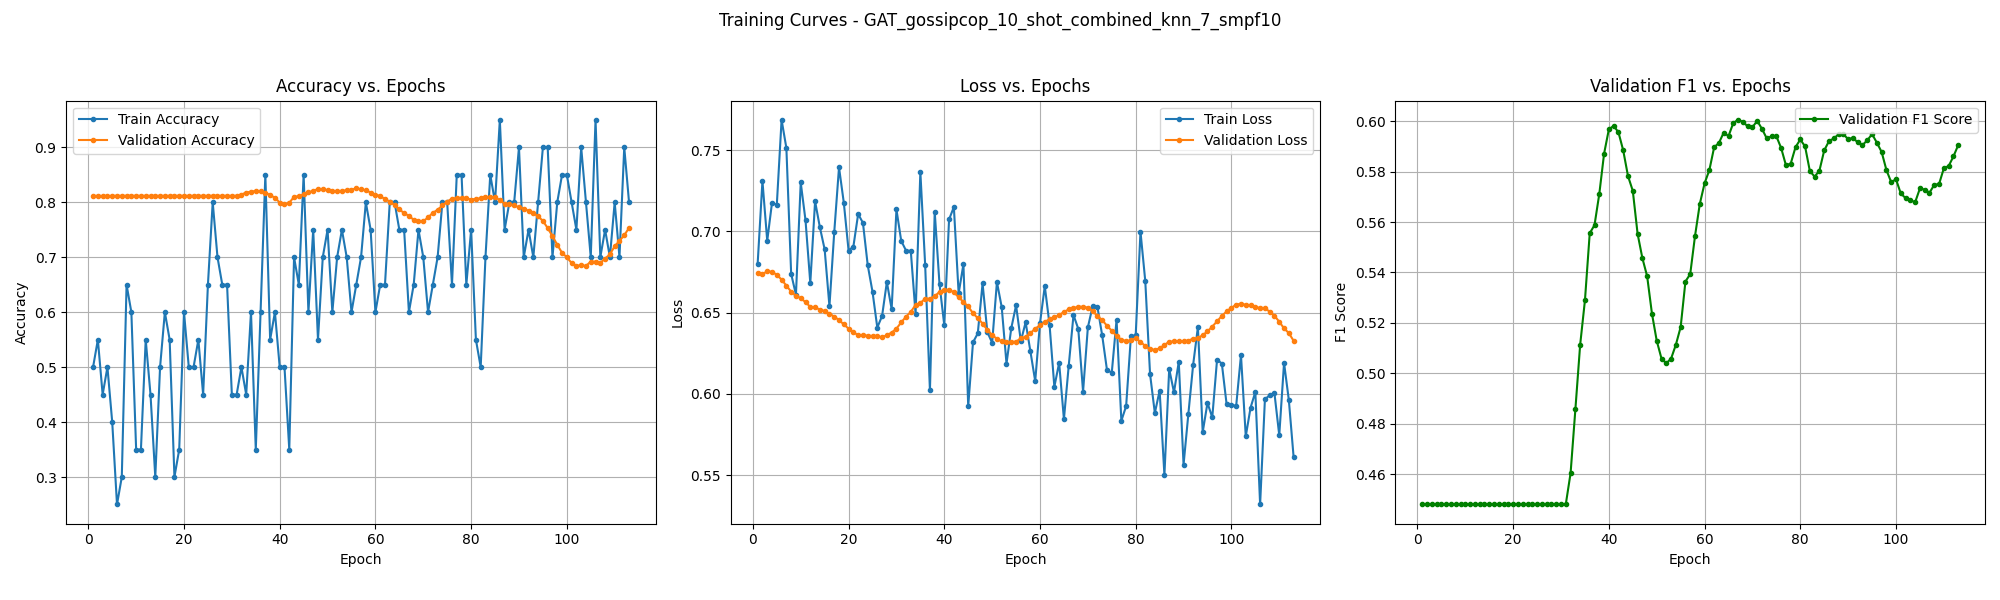 Training Curves - GAT_gossipcop_10_shot_combined_knn_7_smpf10
Accuracy vs. Epochs
Train Accuracy
Validation Accuracy
Accuracy
0.9
0.8
0.7
0.6
0.5
0.4
0.3
0 20 40 60 80 100
Epoch
Loss vs. Epochs
Train Loss
Validation Loss
Loss
0.75
0.70
0.65
0.60
0.55
0 20 40 60 80 100
Epoch
Validation F1 vs. Epochs
Validation F1 Score
F1 Score
0.60
0.58
0.56
0.54
0.52
0.50
0.48
0.46
0 20 40 60 80 100
Epoch